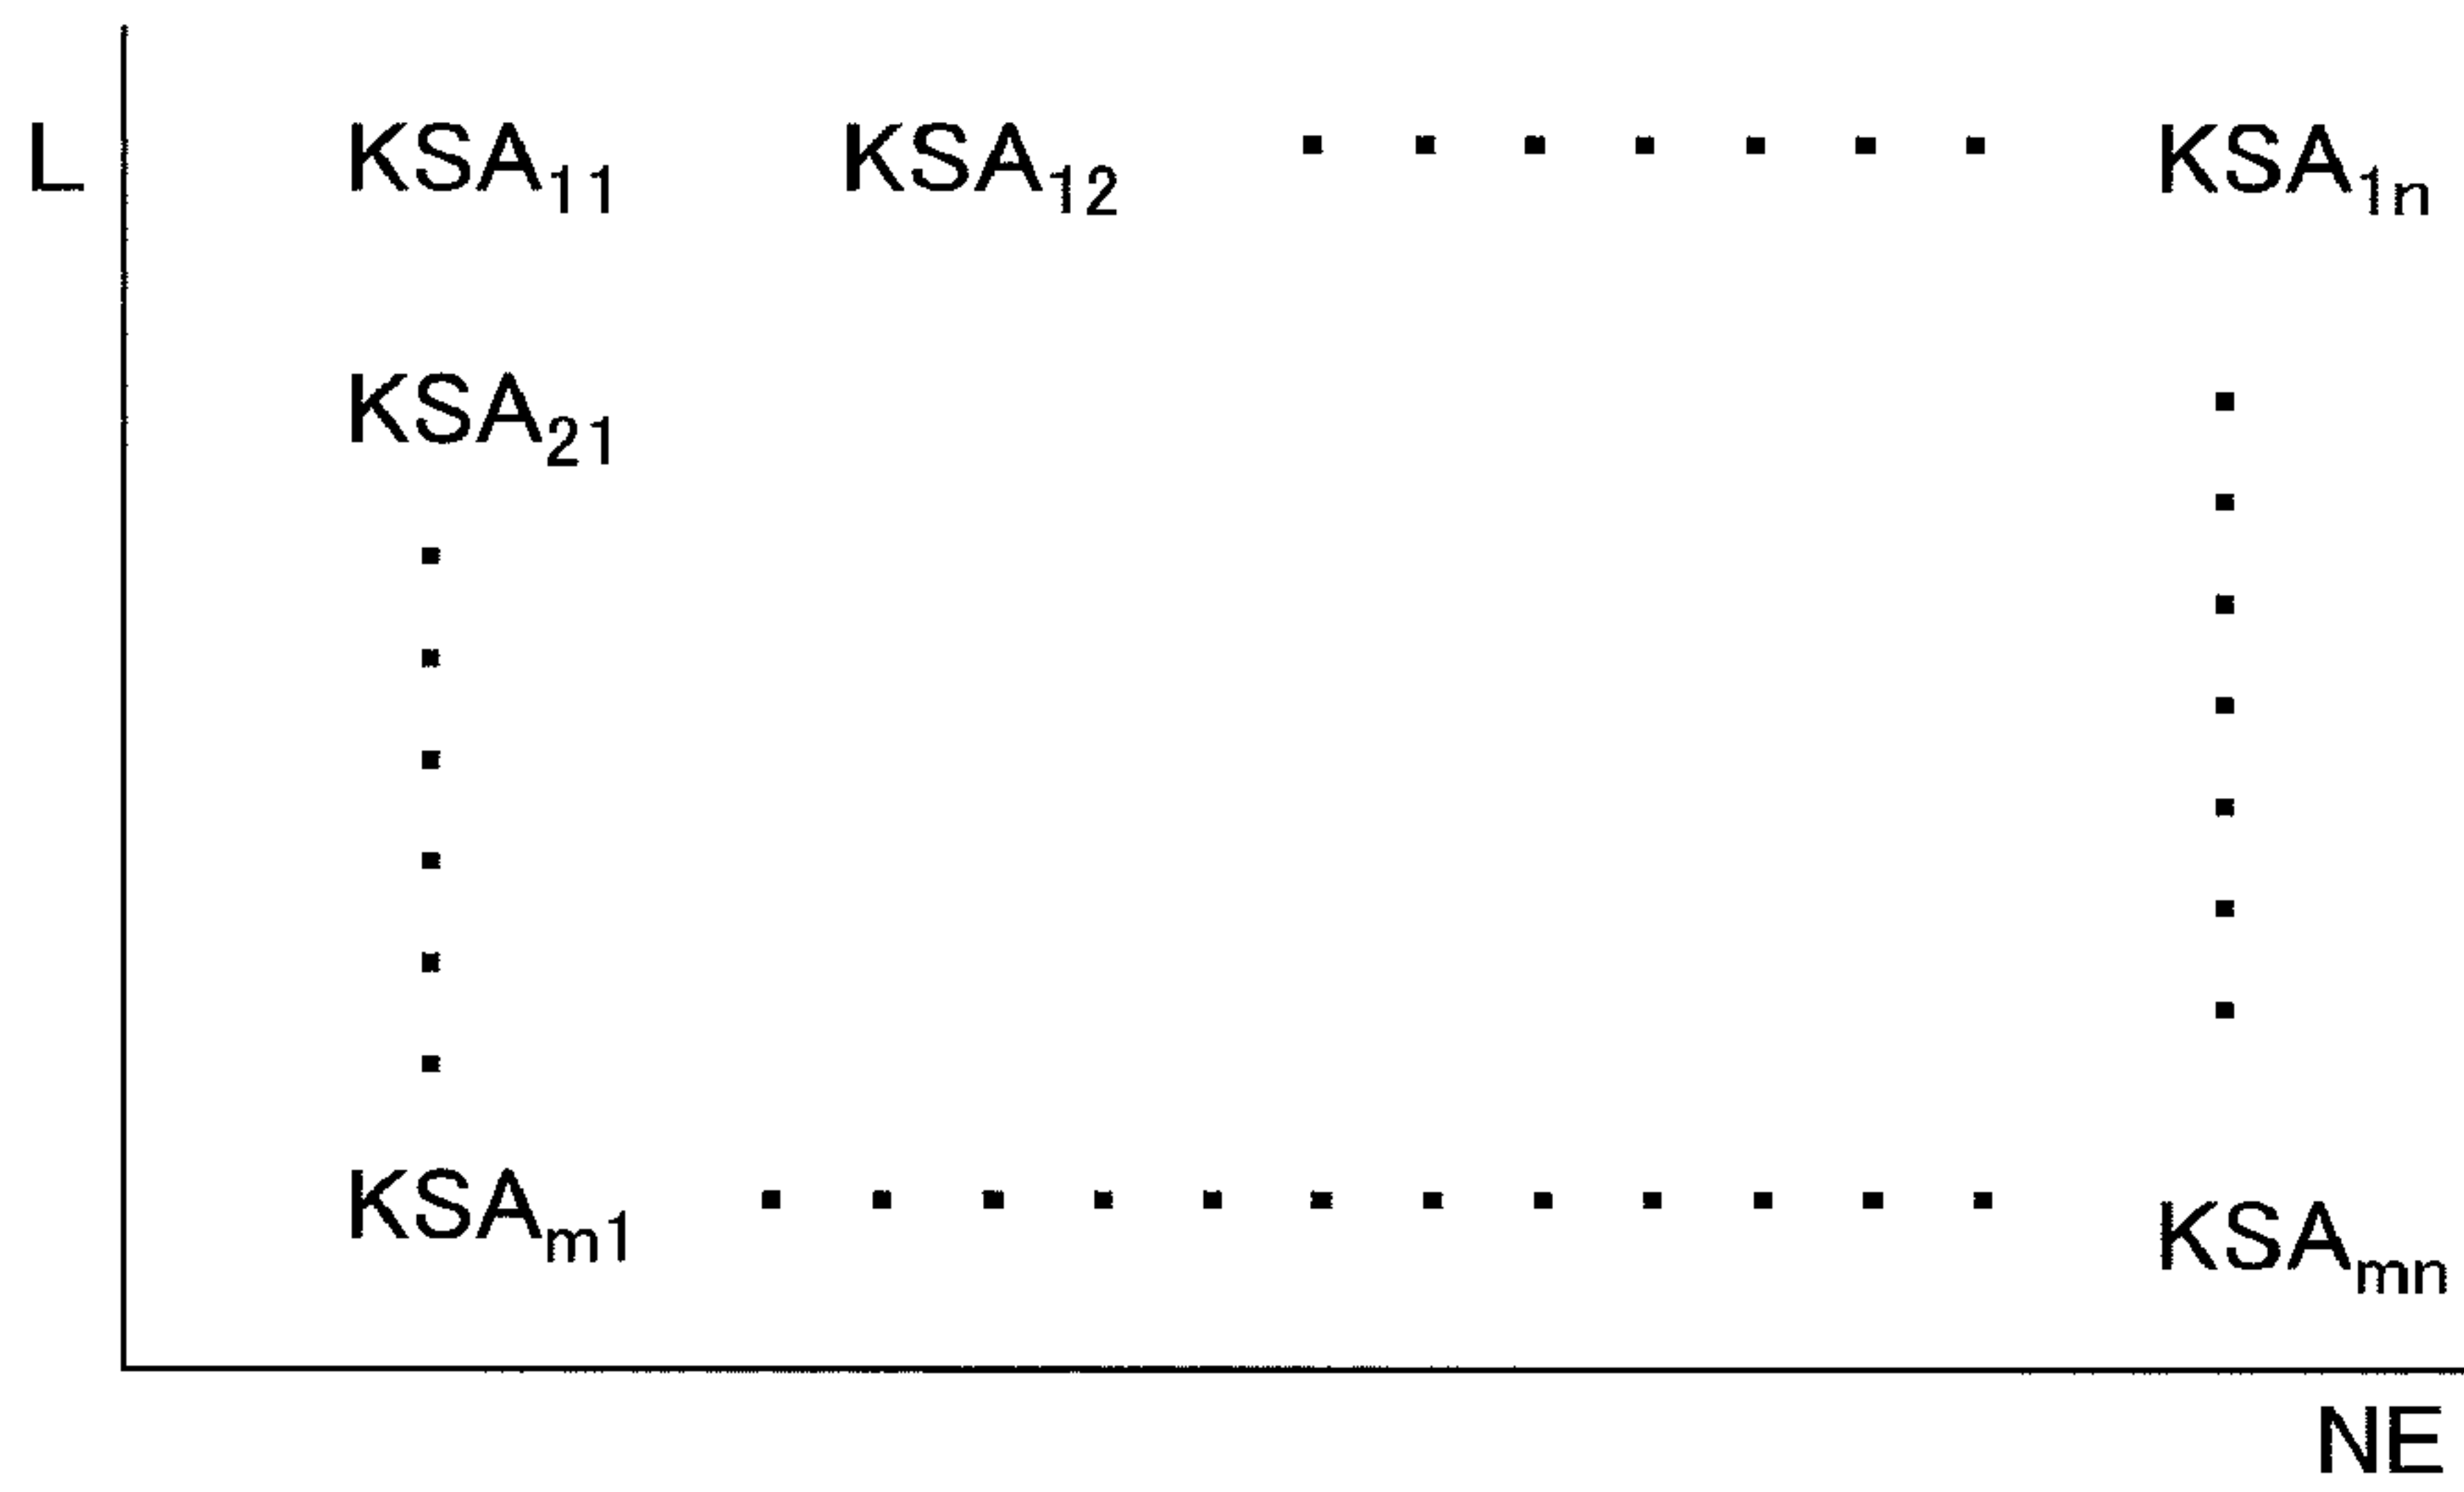 L KSA₁₁ KSA₁₂ · · · · · · · KSA₁ₙ
KSA₂₁
KSAₘ₁ · · · · · · · · · · · · KSAₘₙ
NE